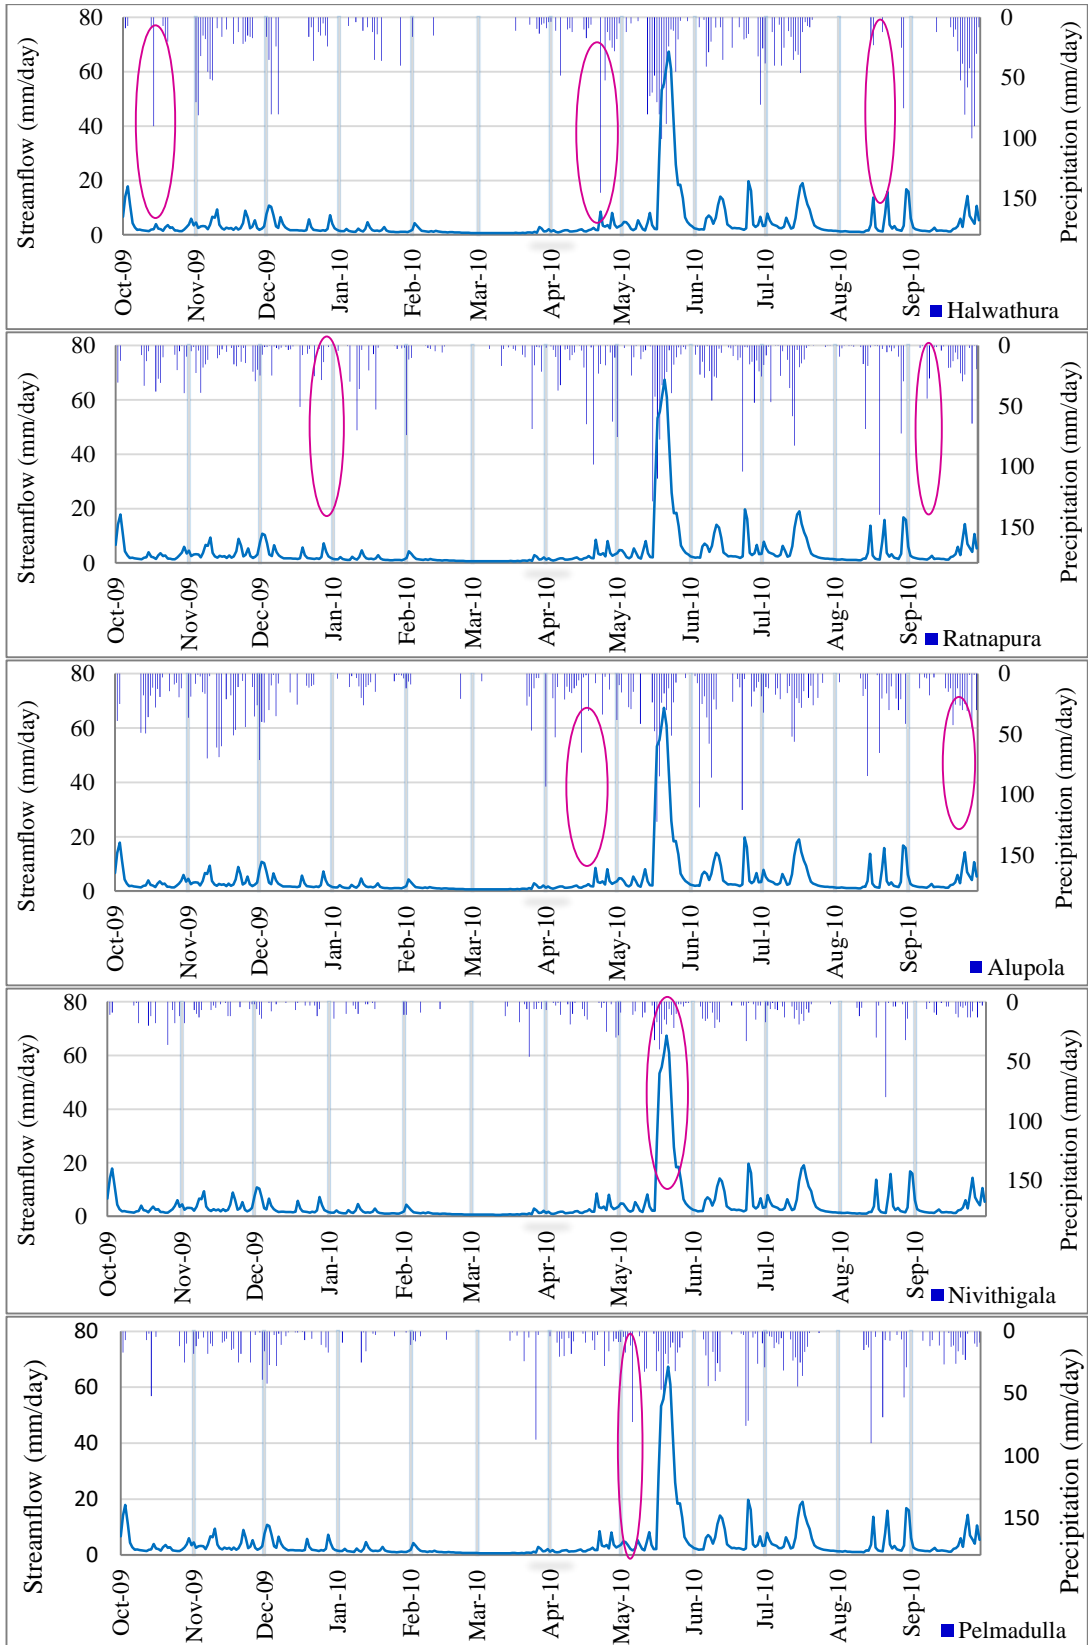 Streamflow (mm/day)
80
60
40
20
0
0
50
100
150
Precipitation (mm/day)
Oct-09
Nov-09
Dec-09
Jan-10
Feb-10
Mar-10
Apr-10
May-10
Jun-10
Jul-10
Aug-10
Sep-10
Halwathura
Streamflow (mm/day)
80
60
40
20
0
0
50
100
150
Precipitation (mm/day)
Oct-09
Nov-09
Dec-09
Jan-10
Feb-10
Mar-10
Apr-10
May-10
Jun-10
Jul-10
Aug-10
Sep-10
Ratnapura
Streamflow (mm/day)
80
60
40
20
0
0
50
100
150
Precipitation (mm/day)
Oct-09
Nov-09
Dec-09
Jan-10
Feb-10
Mar-10
Apr-10
May-10
Jun-10
Jul-10
Aug-10
Sep-10
Alupola
Streamflow (mm/day)
80
60
40
20
0
0
50
100
150
Precipitation (mm/day)
Oct-09
Nov-09
Dec-09
Jan-10
Feb-10
Mar-10
Apr-10
May-10
Jun-10
Jul-10
Aug-10
Sep-10
Nivithigala
Streamflow (mm/day)
80
60
40
20
0
0
50
100
150
Precipitation (mm/day)
Oct-09
Nov-09
Dec-09
Jan-10
Feb-10
Mar-10
Apr-10
May-10
Jun-10
Jul-10
Aug-10
Sep-10
Pelmadulla